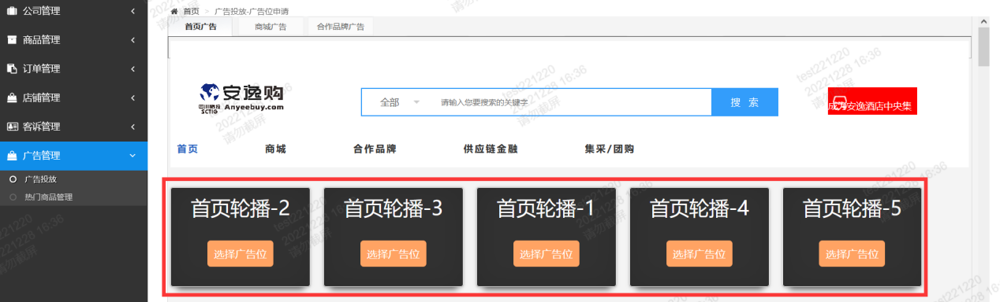 公司管理
商品管理
订单管理
店铺管理
客诉管理
广告管理
广告投放
热门商品管理
首页 > 广告投放-广告位申请
首页广告 商城广告 合作品牌广告
安逸购
四川旅投 Anyeebuy.com
SCTIG
全部 请输入您要搜索的关键字 搜 索
成为安逸酒店中央集
首页 商城 合作品牌 供应链金融 集采/团购
首页轮播-2 首页轮播-3 首页轮播-1 首页轮播-4 首页轮播-5
选择广告位 选择广告位 选择广告位 选择广告位 选择广告位
test221220
20221228 16:36
请勿截屏